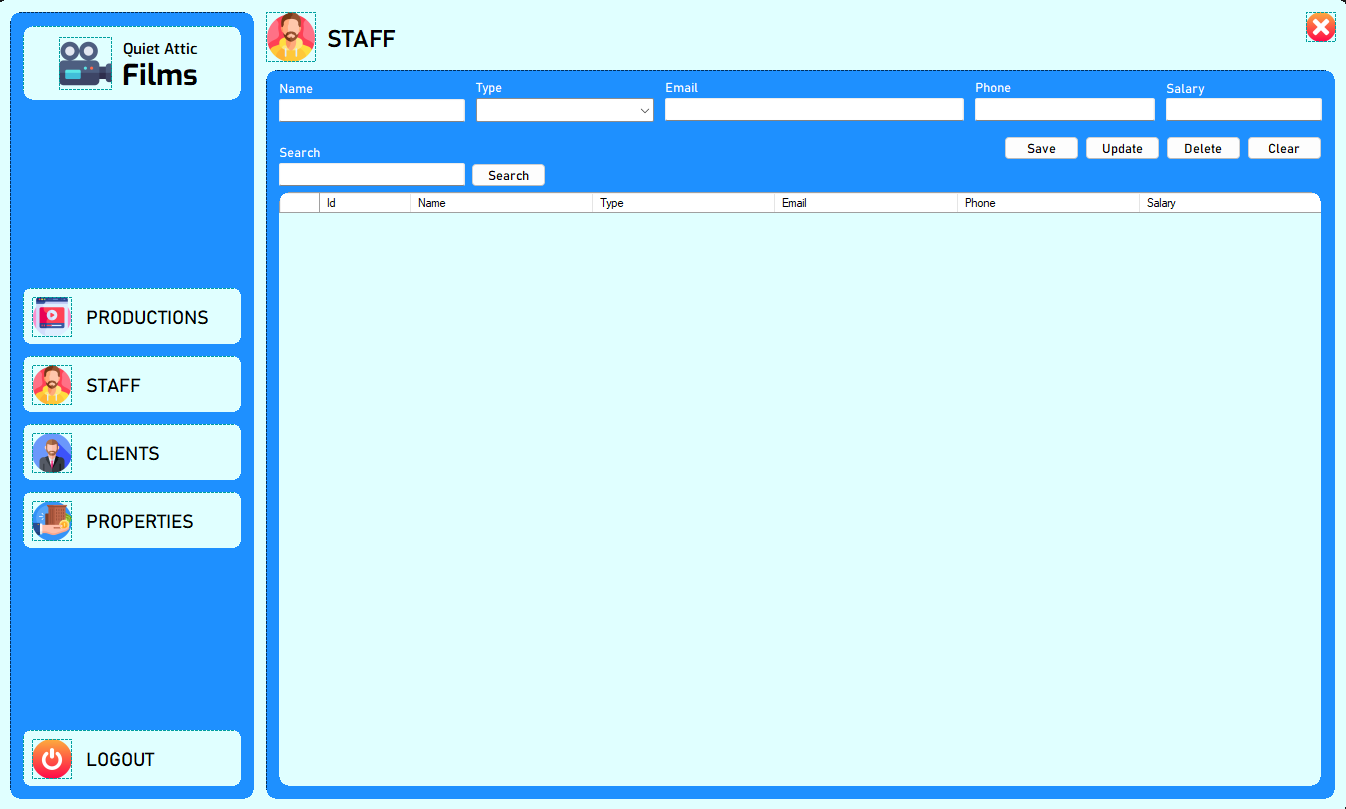 Quiet Attic
Films
PRODUCTIONS
STAFF
CLIENTS
PROPERTIES
LOGOUT
STAFF
Name Type Email Phone Salary
Save Update Delete Clear
Search
Search
Id Name Type Email Phone Salary